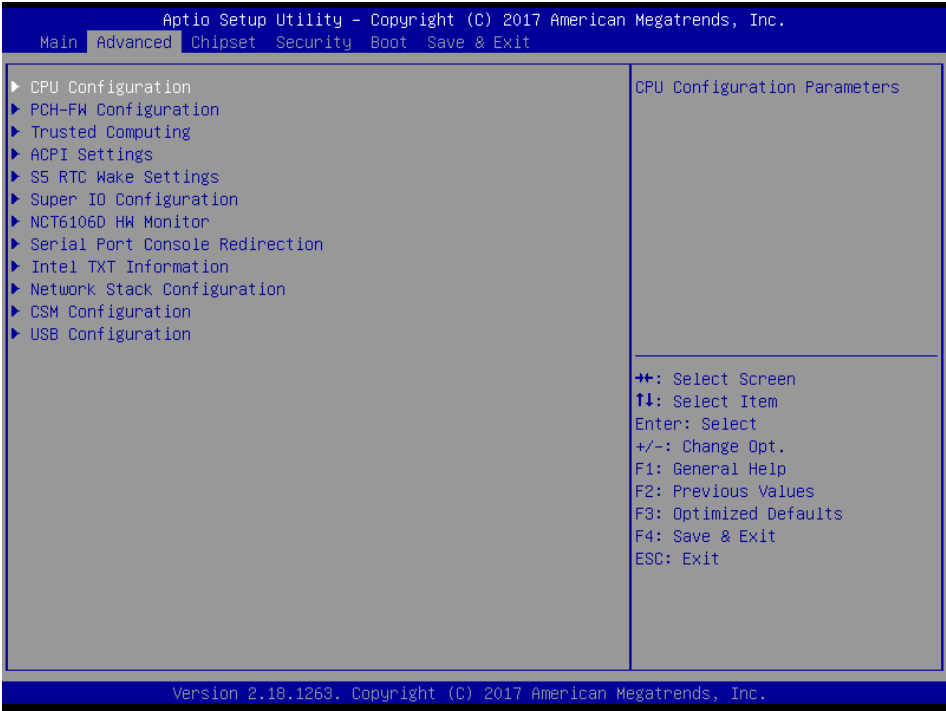 Aptio Setup Utility – Copyright (C) 2017 American Megatrends, Inc.
Main Advanced Chipset Security Boot Save & Exit
▶ CPU Configuration
▶ PCH-FW Configuration
▶ Trusted Computing
▶ ACPI Settings
▶ S5 RTC Wake Settings
▶ Super IO Configuration
▶ NCT6106D HW Monitor
▶ Serial Port Console Redirection
▶ Intel TXT Information
▶ Network Stack Configuration
▶ CSM Configuration
▶ USB Configuration
CPU Configuration Parameters
→←: Select Screen
↑↓: Select Item
Enter: Select
+/-: Change Opt.
F1: General Help
F2: Previous Values
F3: Optimized Defaults
F4: Save & Exit
ESC: Exit
Version 2.18.1263. Copyright (C) 2017 American Megatrends, Inc.